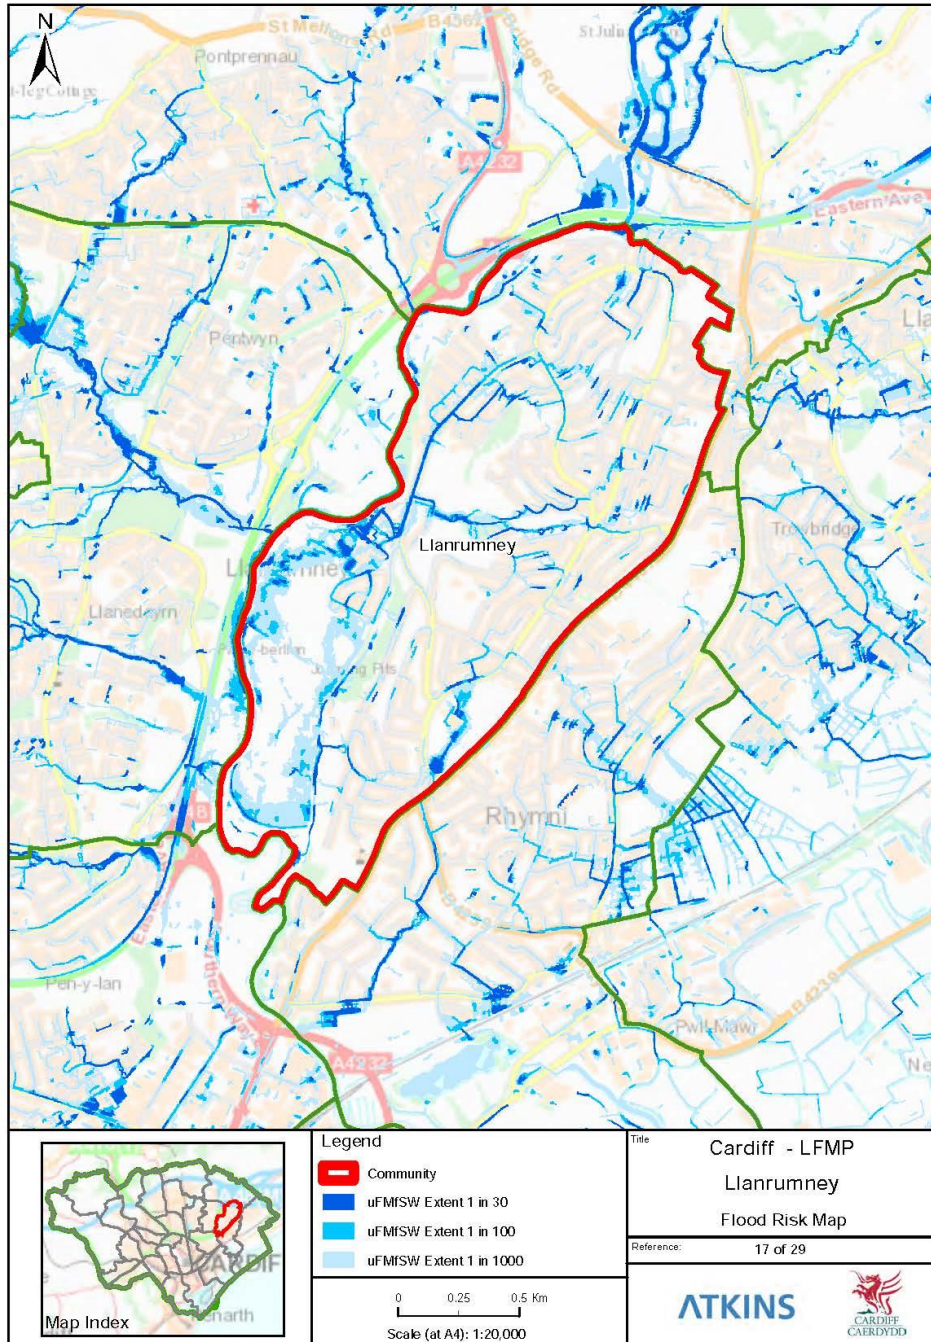 N
St Mellons Rd
B4562
Bridge Rd
Pontprennau
A4232
Eastern Ave
Pentwyn
Llanrumney
Trowbridge
Llanedeyrn
Rhymni
Pen-y-lan
A4232
B4239
Pwll-Mawr
Map Index
Legend
Community
uFMfSW Extent 1 in 30
uFMfSW Extent 1 in 100
uFMfSW Extent 1 in 1000
0 0.25 0.5 Km
Scale (at A4): 1:20,000
Title
Cardiff - LFMP
Llanrumney
Flood Risk Map
Reference: 17 of 29
ATKINS
CARDIFF
CAERDYDD